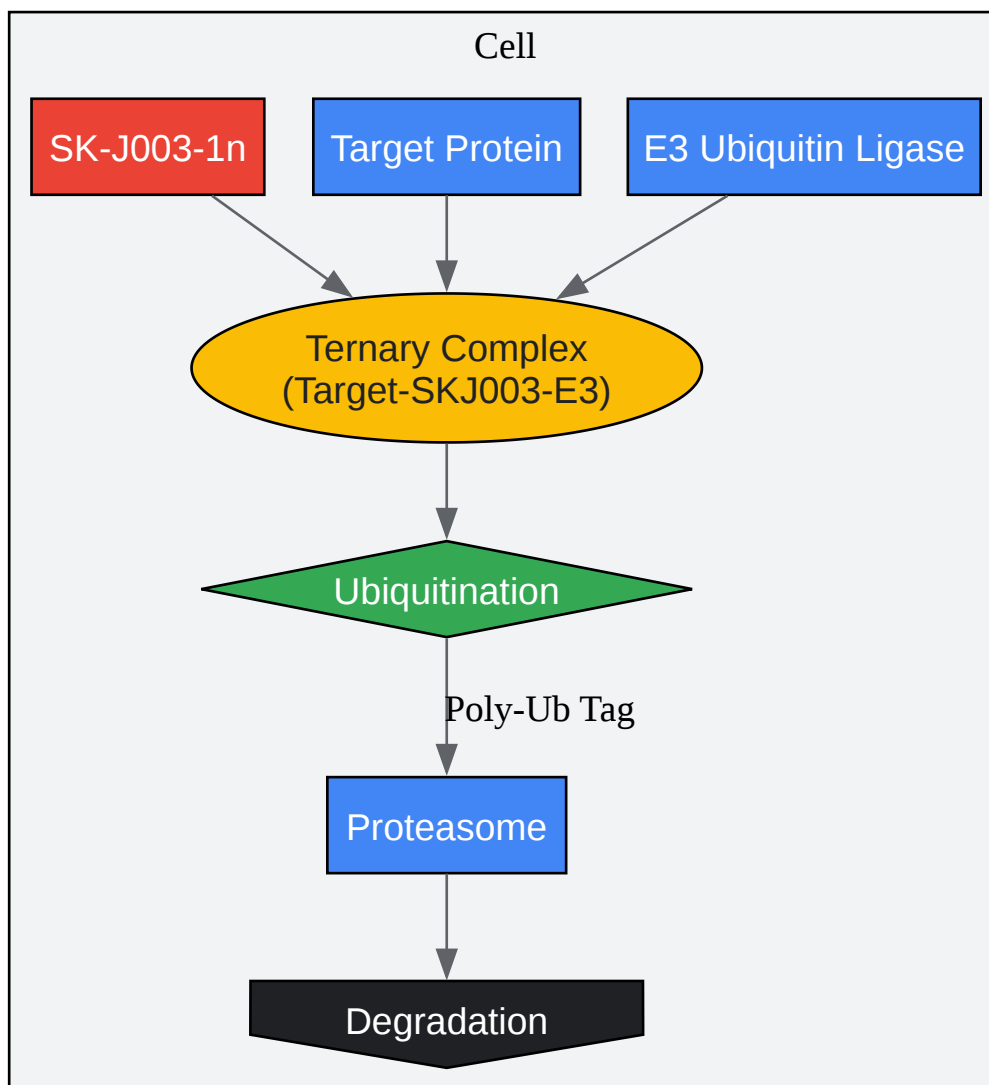 Cell
SK-J003-1n
Target Protein
E3 Ubiquitin Ligase
Ternary Complex
(Target-SKJ003-E3)
Ubiquitination
Poly-Ub Tag
Proteasome
Degradation